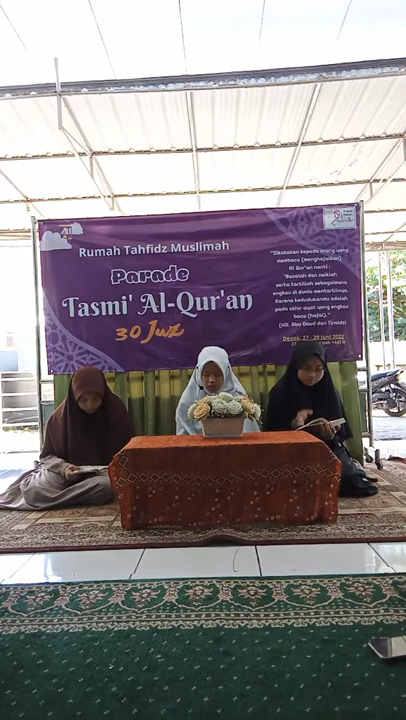 Rumah Tahfidz Muslimah
Parade
Tasmi' Al-Qur'an
30 Juz
"Dikatakan kepada orang yang
membaca (menghafalkan)
Al Qur'an nanti :
"Bacalah dan naiklah
serta tartillah sebagaimana
engkau di dunia mentartilnya.
Karena kedudukanmu adalah
pada akhir ayat yang engkau
baca (hafal)."
(HR. Abu Daud dan Tirmidzi)
Depok, 27 - 29 Juni 2022